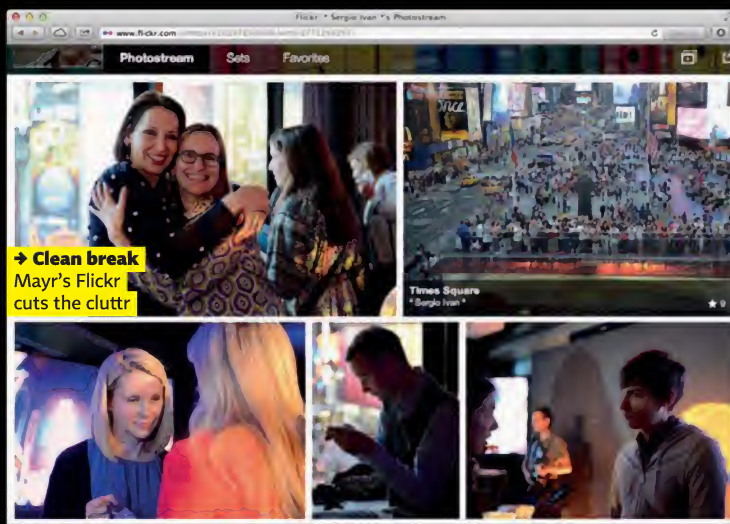 Flickr: " Sergio Ivan "'s Photostream
www.flickr.com
Photostream Sets Favorites
→ Clean break
Mayr's Flickr
cuts the cluttr
Times Square
" Sergio Ivan "
★ 9